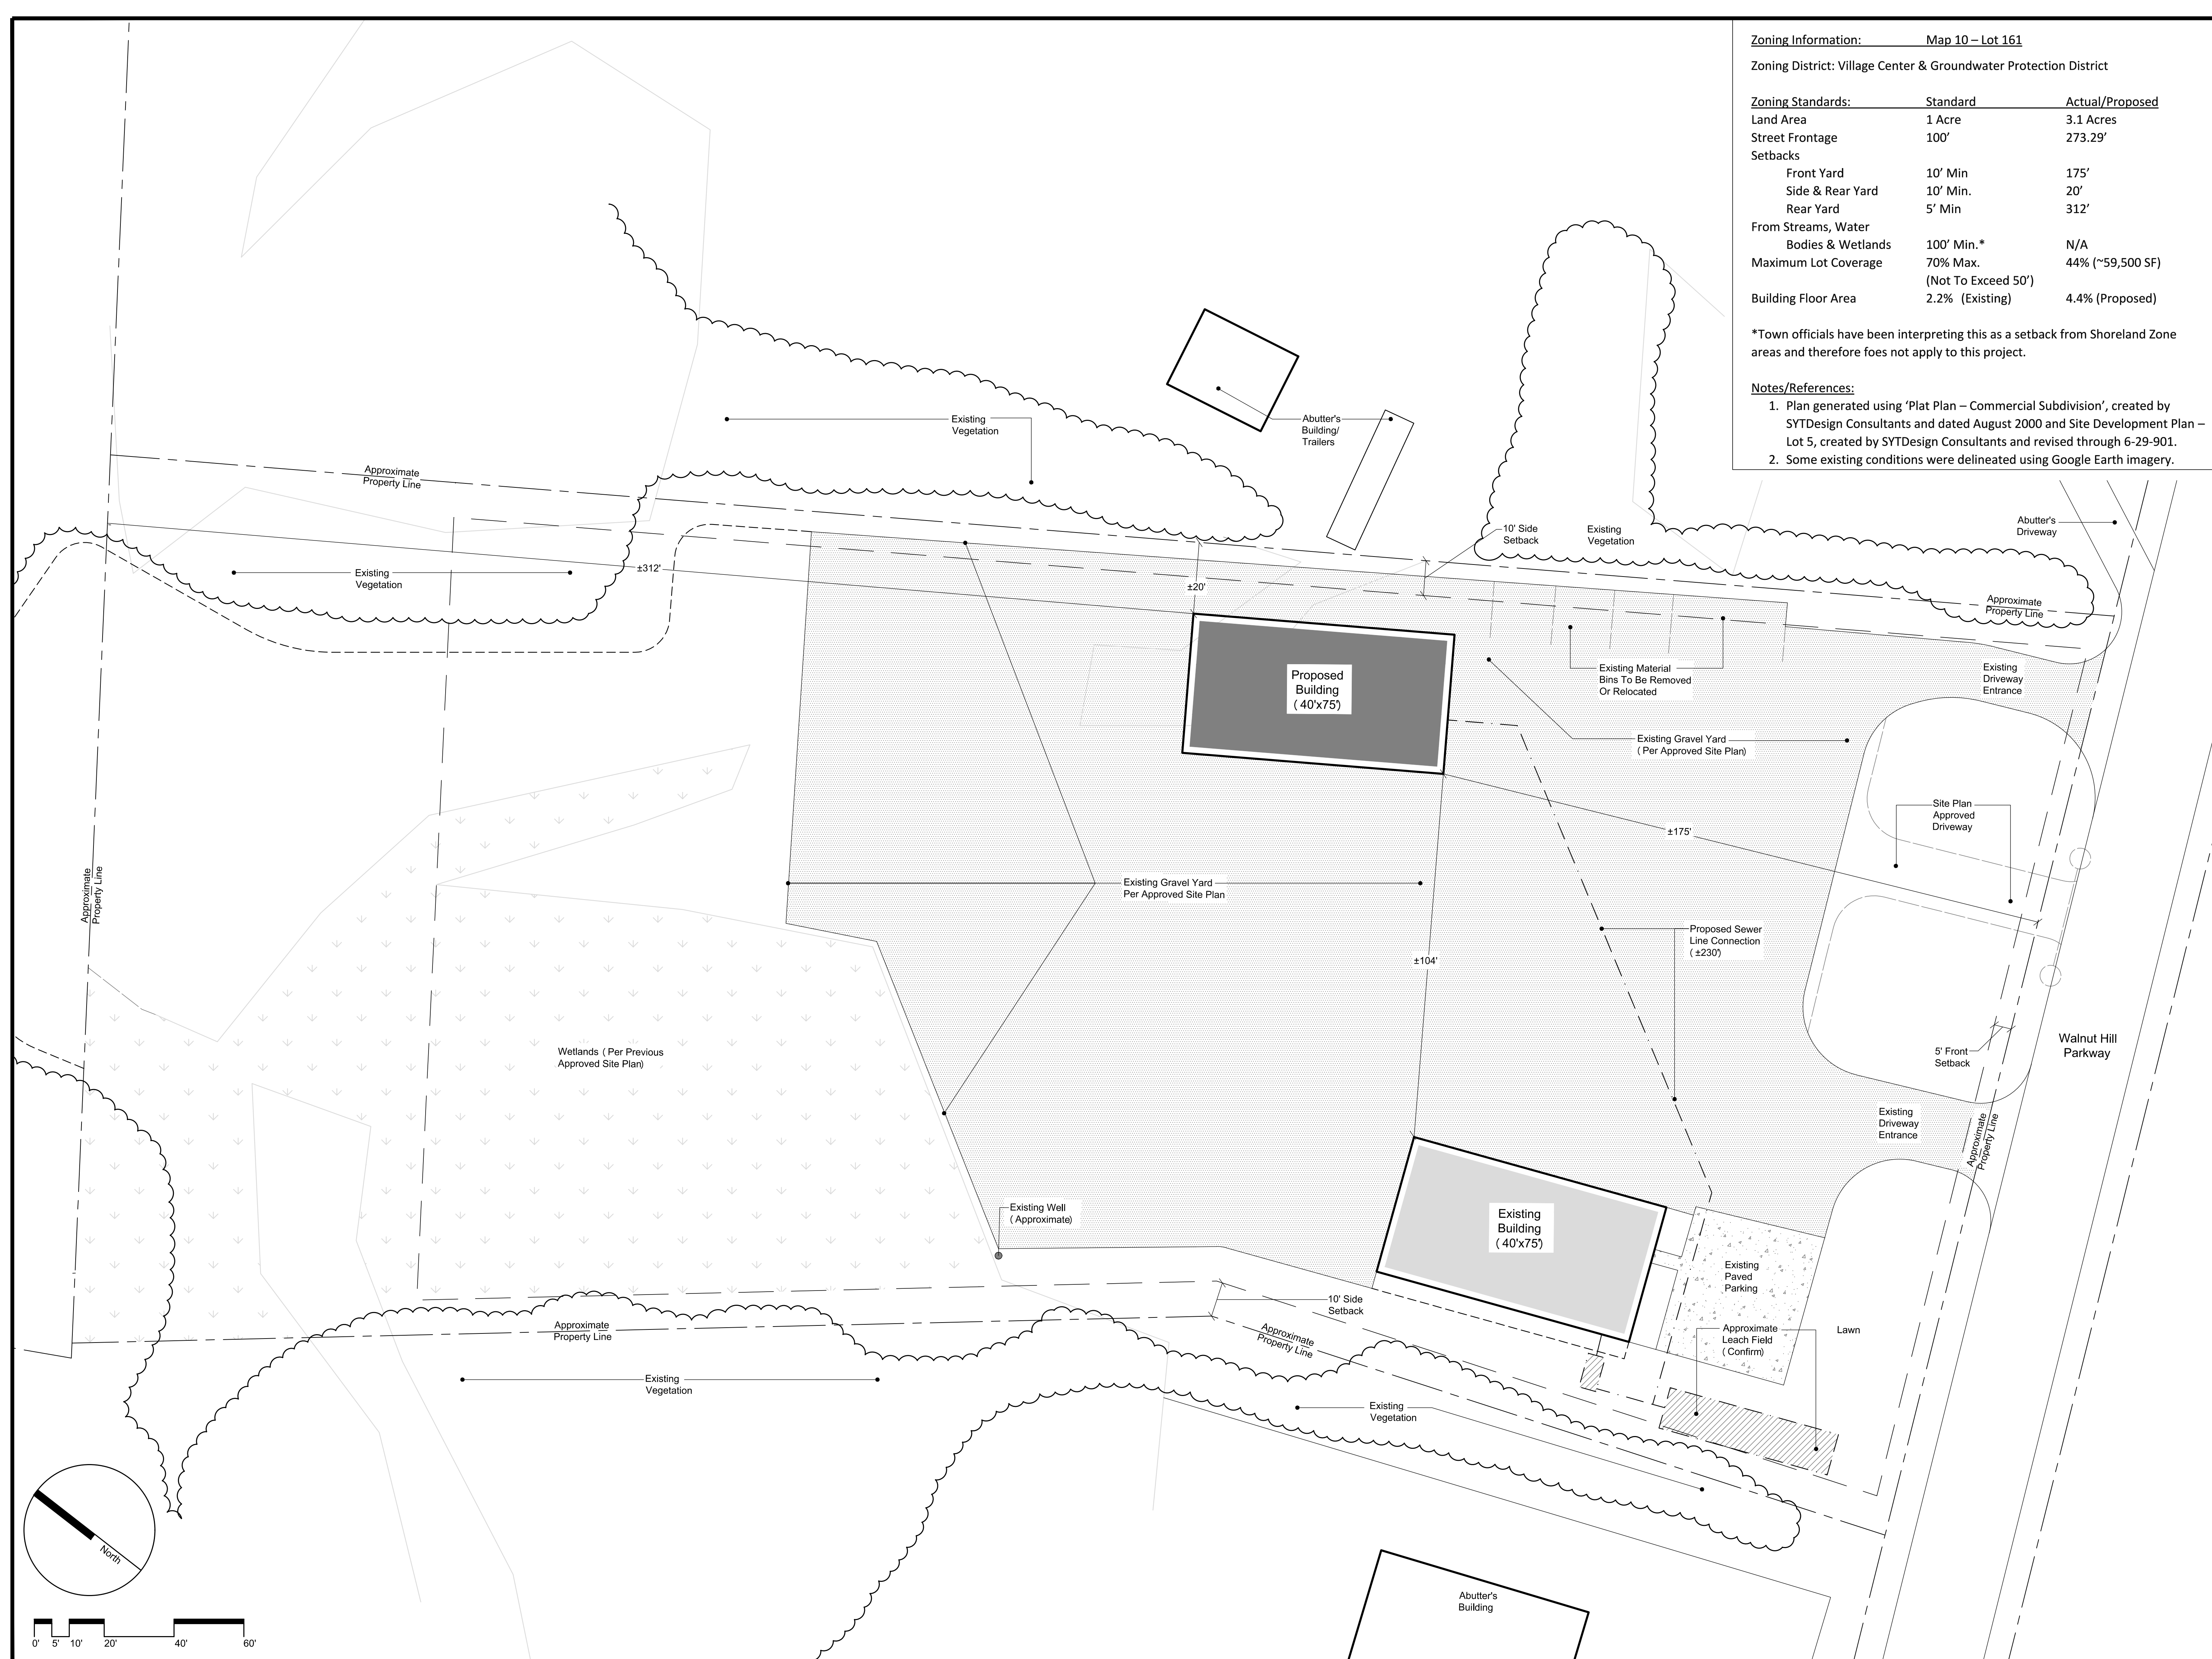 Zoning Information: Map 10 – Lot 161
Zoning District: Village Center & Groundwater Protection District
Zoning Standards: Standard Actual/Proposed
Land Area 1 Acre 3.1 Acres
Street Frontage 100’ 273.29’
Setbacks
Front Yard 10’ Min 175’
Side & Rear Yard 10’ Min. 20’
Rear Yard 5’ Min 312’
From Streams, Water
Bodies & Wetlands 100’ Min.* N/A
Maximum Lot Coverage 70% Max. 44% (~59,500 SF)
(Not To Exceed 50’)
Building Floor Area 2.2% (Existing) 4.4% (Proposed)
*Town officials have been interpreting this as a setback from Shoreland Zone
areas and therefore foes not apply to this project.
Notes/References:
1. Plan generated using ‘Plat Plan – Commercial Subdivision’, created by
SYTDesign Consultants and dated August 2000 and Site Development Plan –
Lot 5, created by SYTDesign Consultants and revised through 6-29-901.
2. Some existing conditions were delineated using Google Earth imagery.
Existing
Vegetation
Abutter's
Building/
Trailers
Approximate
Property Line
10' Side
Setback
Existing
Vegetation
Abutter's
Driveway
Existing
Vegetation
±312'
±20'
Approximate
Property Line
Existing Material
Bins To Be Removed
Or Relocated
Existing
Driveway
Entrance
Proposed
Building
( 40'x75')
Existing Gravel Yard
( Per Approved Site Plan)
Site Plan
Approved
Driveway
±175'
Approximate
Property Line
Existing Gravel Yard
Per Approved Site Plan
Proposed Sewer
Line Connection
( ±230')
±104'
Wetlands ( Per Previous
Approved Site Plan)
5' Front
Setback
Walnut Hill
Parkway
Existing
Driveway
Entrance
Approximate
Property Line
Existing Well
( Approximate)
Existing
Building
( 40'x75')
Existing
Paved
Parking
10' Side
Setback
Approximate
Property Line
Approximate
Property Line
Approximate
Leach Field
( Confirm)
Lawn
Existing
Vegetation
Existing
Vegetation
North
Abutter's
Building
0' 5' 10' 20' 40' 60'